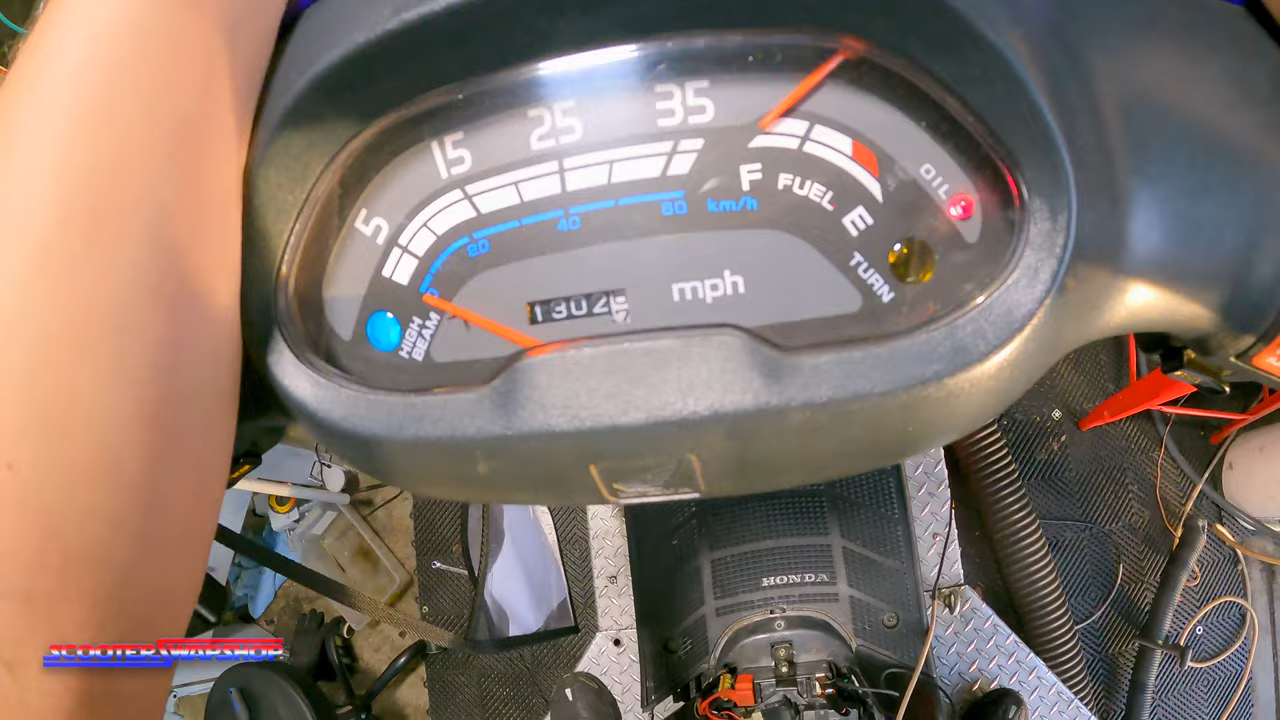 5 15 25 35
20 40 60 km/h
F FUEL E
OIL
TURN
HIGH
BEAM
1302
mph
HONDA
SCOOTERSWAPSHOP